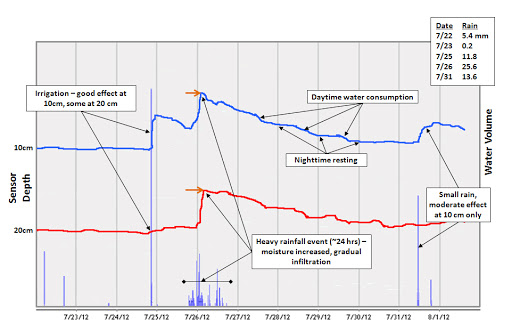 Date Rain
7/22 5.4 mm
7/23 0.2
7/25 11.8
7/26 25.6
7/31 13.6
Irrigation – good effect at
10cm, some at 20 cm
Daytime water consumption
Nighttime resting
10cm
20cm
Sensor
Depth
Water Volume
Small rain,
moderate effect
at 10 cm only
Heavy rainfall event (~24 hrs) –
moisture increased, gradual
infiltration
7/23/12 7/24/12 7/25/12 7/26/12 7/27/12 7/28/12 7/29/12 7/30/12 7/31/12 8/1/12